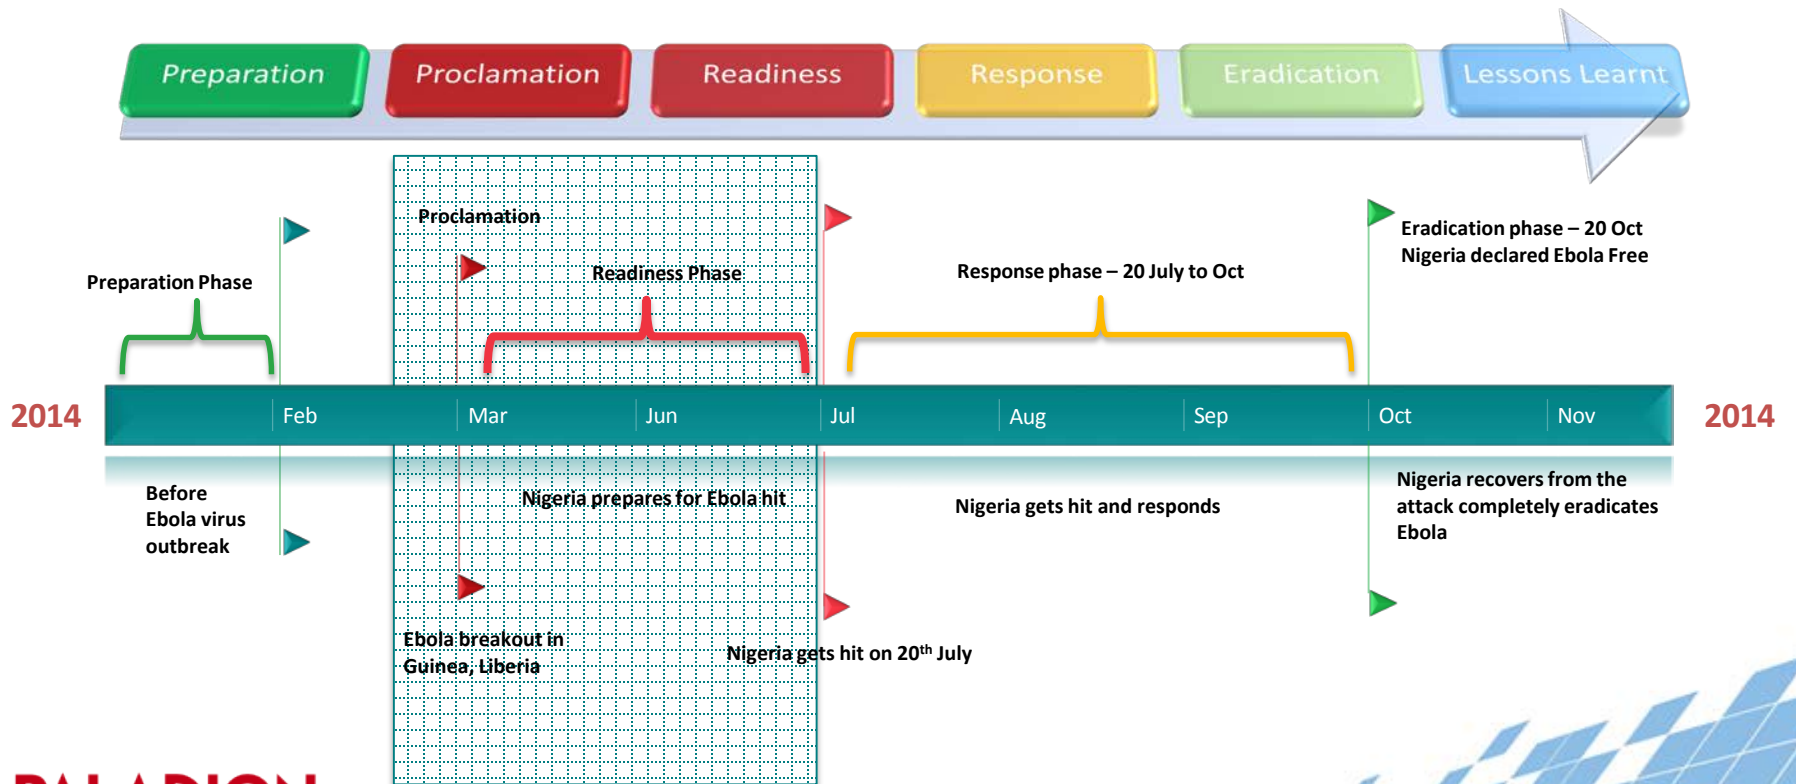 Preparation
Proclamation
Readiness
Response
Eradication
Lessons Learnt
Proclamation
Eradication phase – 20 Oct
Nigeria declared Ebola Free
Preparation Phase
Readiness Phase
Response phase – 20 July to Oct
2014
Feb
Mar
Jun
Jul
Aug
Sep
Oct
Nov
2014
Before
Ebola virus
outbreak
Nigeria prepares for Ebola hit
Nigeria gets hit and responds
Nigeria recovers from the
attack completely eradicates
Ebola
Ebola breakout in
Guinea, Liberia
Nigeria gets hit on 20th July
PALADION